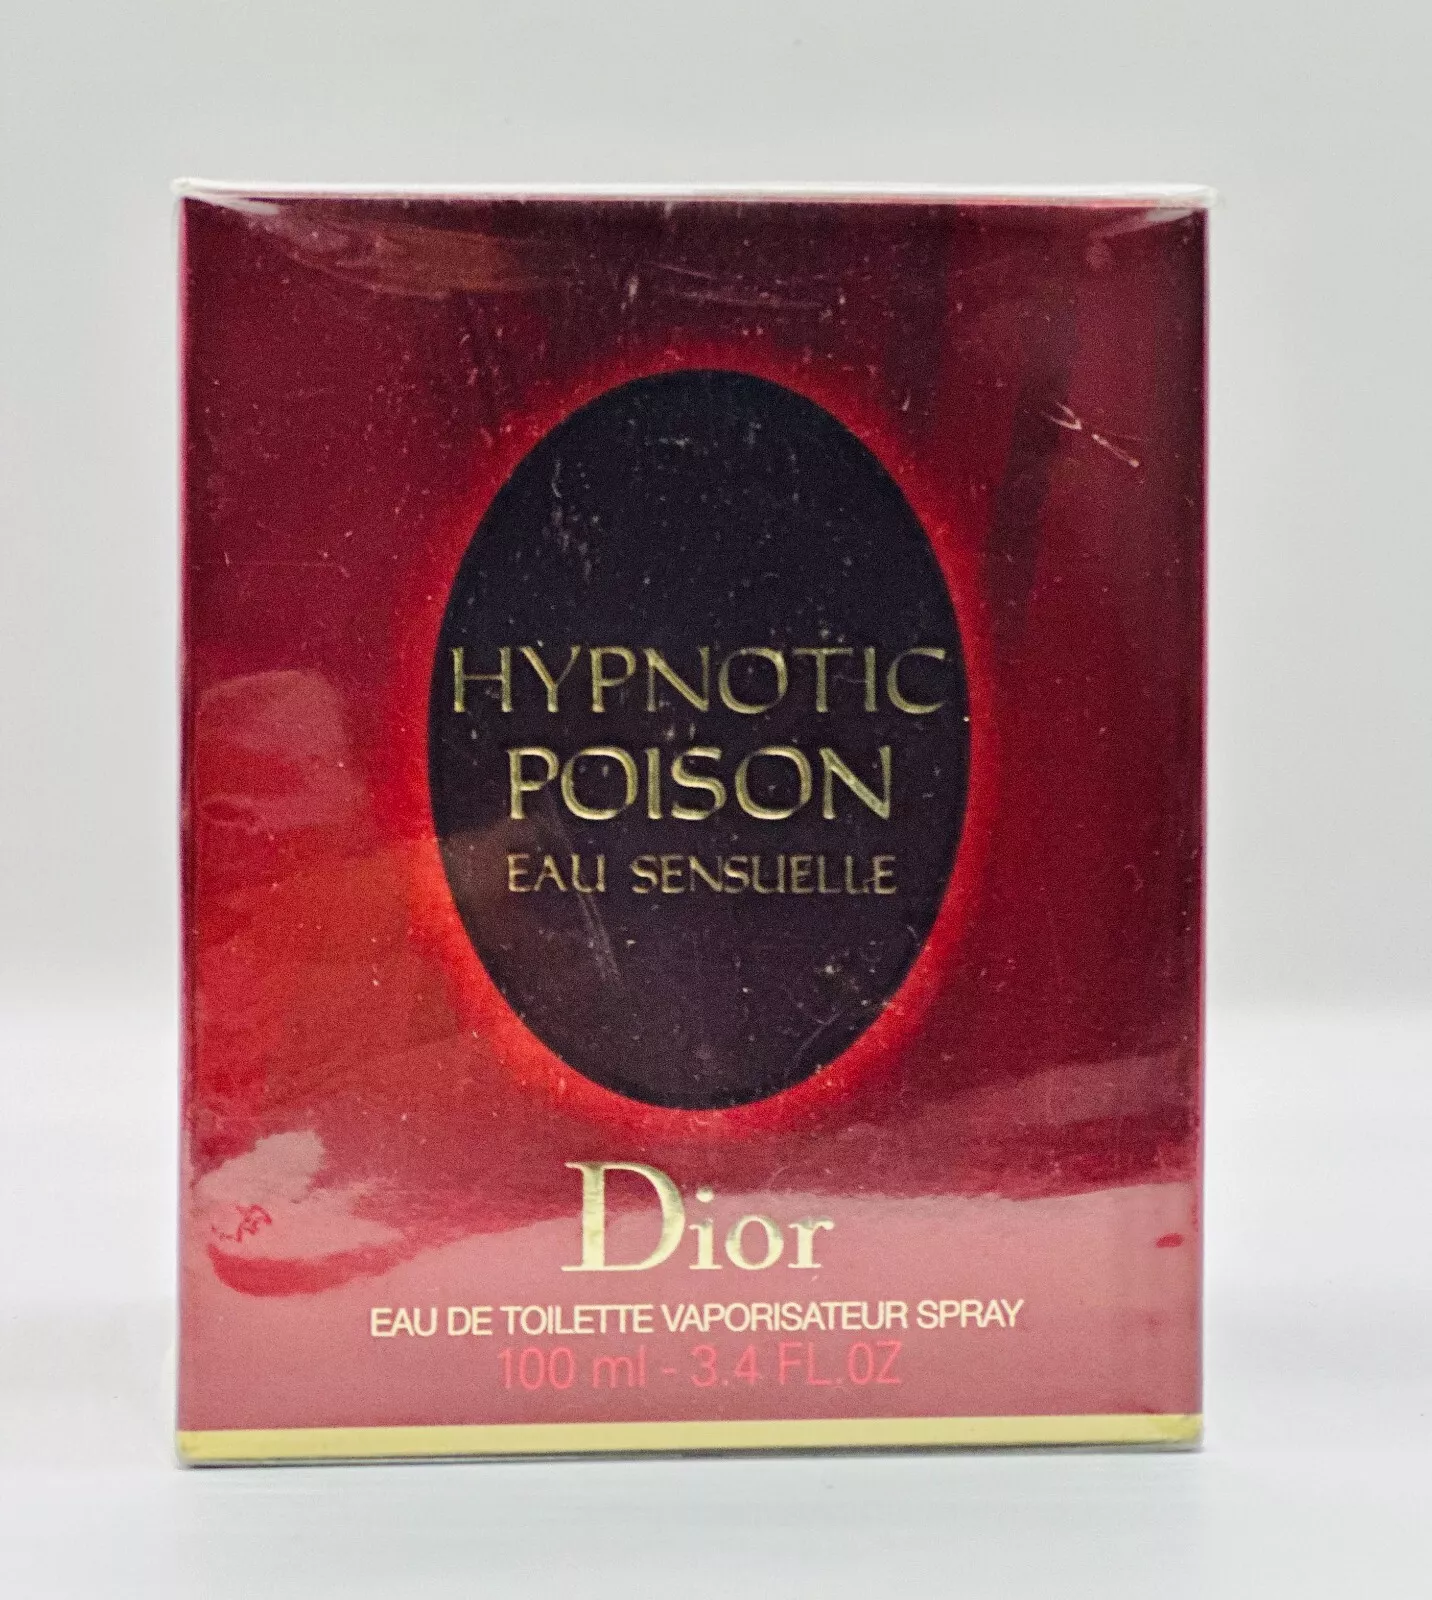 HYPNOTIC
POISON
EAU SENSUELLE
Dior
EAU DE TOILETTE VAPORISATEUR SPRAY
100 ml - 3.4 FL.OZ